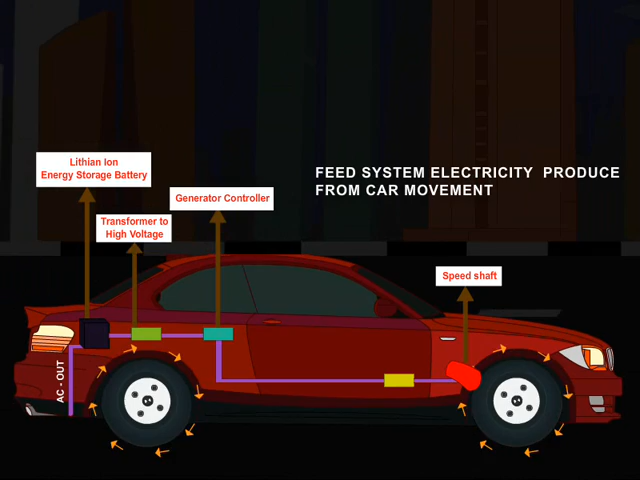 Lithian Ion
Energy Storage Battery
FEED SYSTEM ELECTRICITY PRODUCE
FROM CAR MOVEMENT
Generator Controller
Transformer to
High Voltage
Speed shaft
AC - OUT